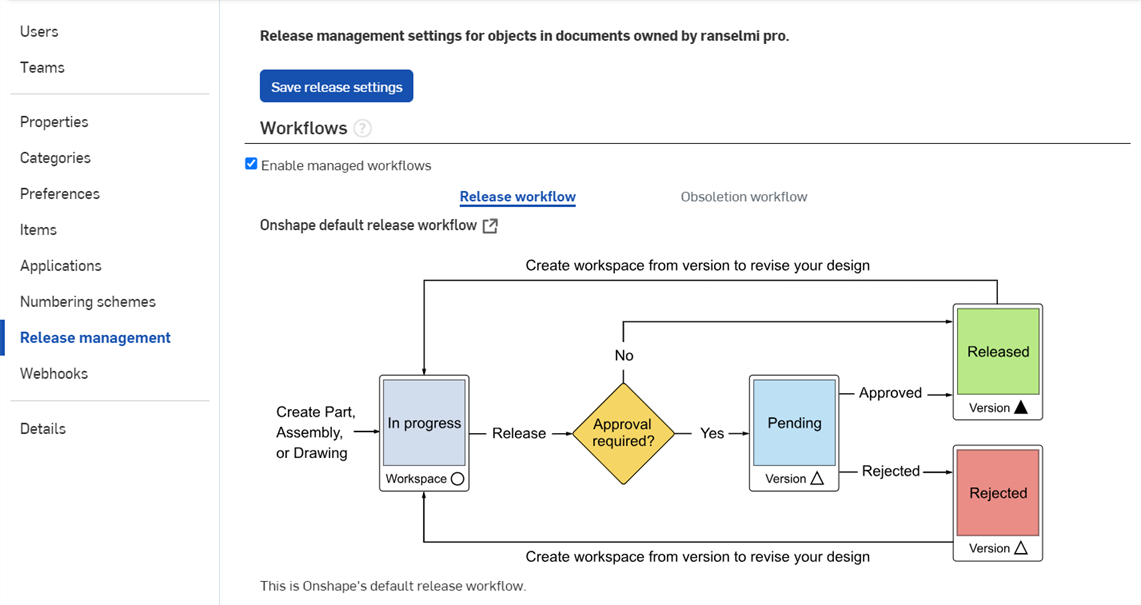 Users
Teams
Properties
Categories
Preferences
Items
Applications
Numbering schemes
Release management
Webhooks
Details
Release management settings for objects in documents owned by ranselmi pro.
Save release settings
Workflows ?
Enable managed workflows
Release workflow
Obsoletion workflow
Onshape default release workflow
Create workspace from version to revise your design
Create Part,
Assembly,
or Drawing
In progress
Workspace
Release
Approval
required?
No
Yes
Pending
Version
Approved
Rejected
Released
Version
Rejected
Version
Create workspace from version to revise your design
This is Onshape's default release workflow.